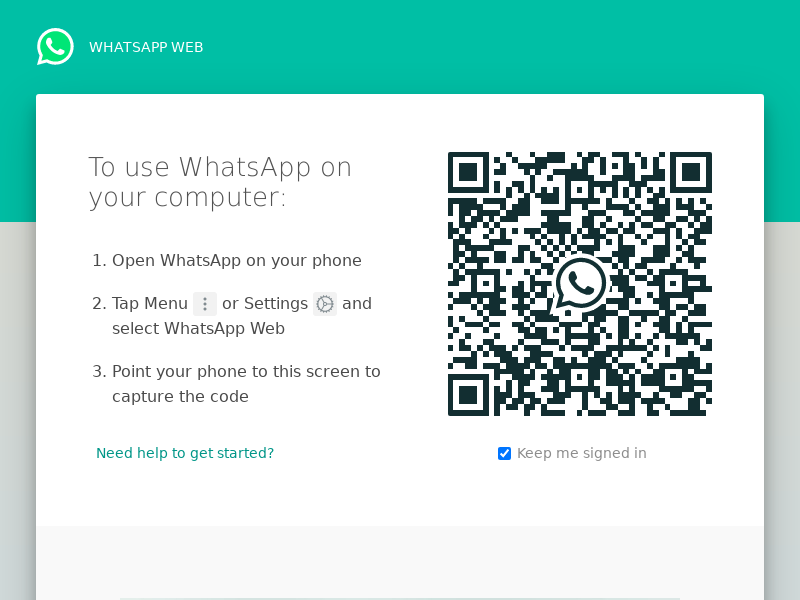 WHATSAPP WEB
To use WhatsApp on
your computer:
1. Open WhatsApp on your phone
2. Tap Menu or Settings and
select WhatsApp Web
3. Point your phone to this screen to
capture the code
Need help to get started?
Keep me signed in